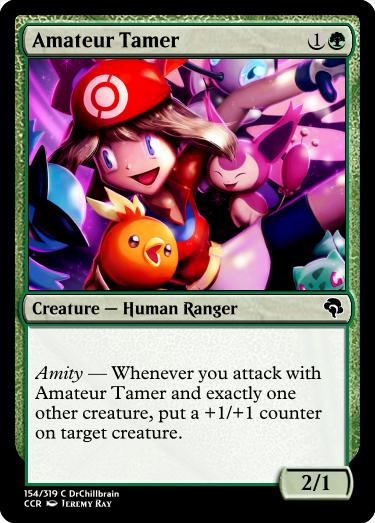 Amateur Tamer 1
Creature — Human Ranger
Amity — Whenever you attack with
Amateur Tamer and exactly one
other creature, put a +1/+1 counter
on target creature.
2/1
154/319 C DrChillbrain
CCR Jeremy Ray